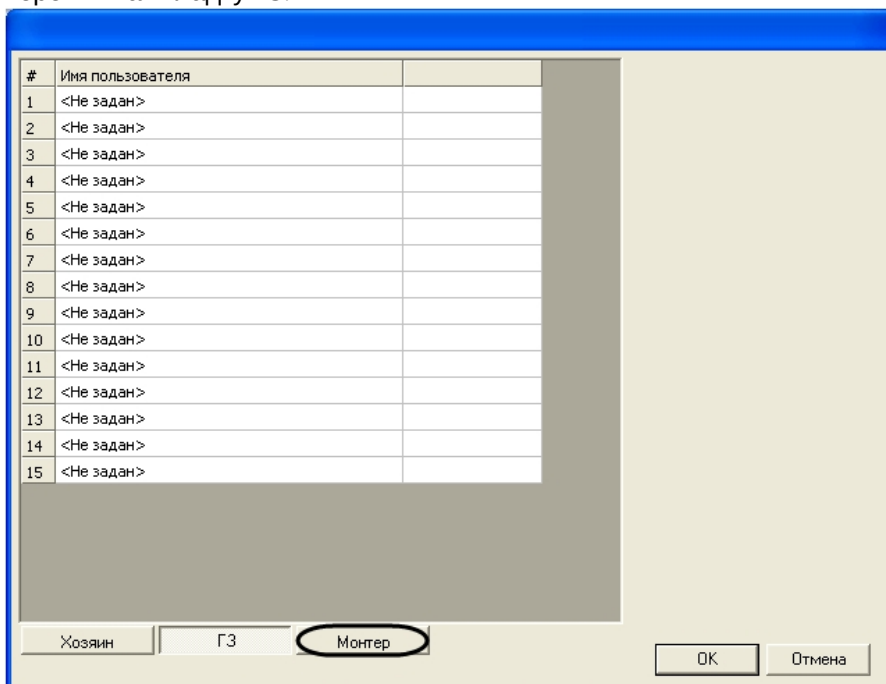 # Имя пользователя
1 <Не задан>
2 <Не задан>
3 <Не задан>
4 <Не задан>
5 <Не задан>
6 <Не задан>
7 <Не задан>
8 <Не задан>
9 <Не задан>
10 <Не задан>
11 <Не задан>
12 <Не задан>
13 <Не задан>
14 <Не задан>
15 <Не задан>
Хозяин ГЗ Монтер
OK Отмена